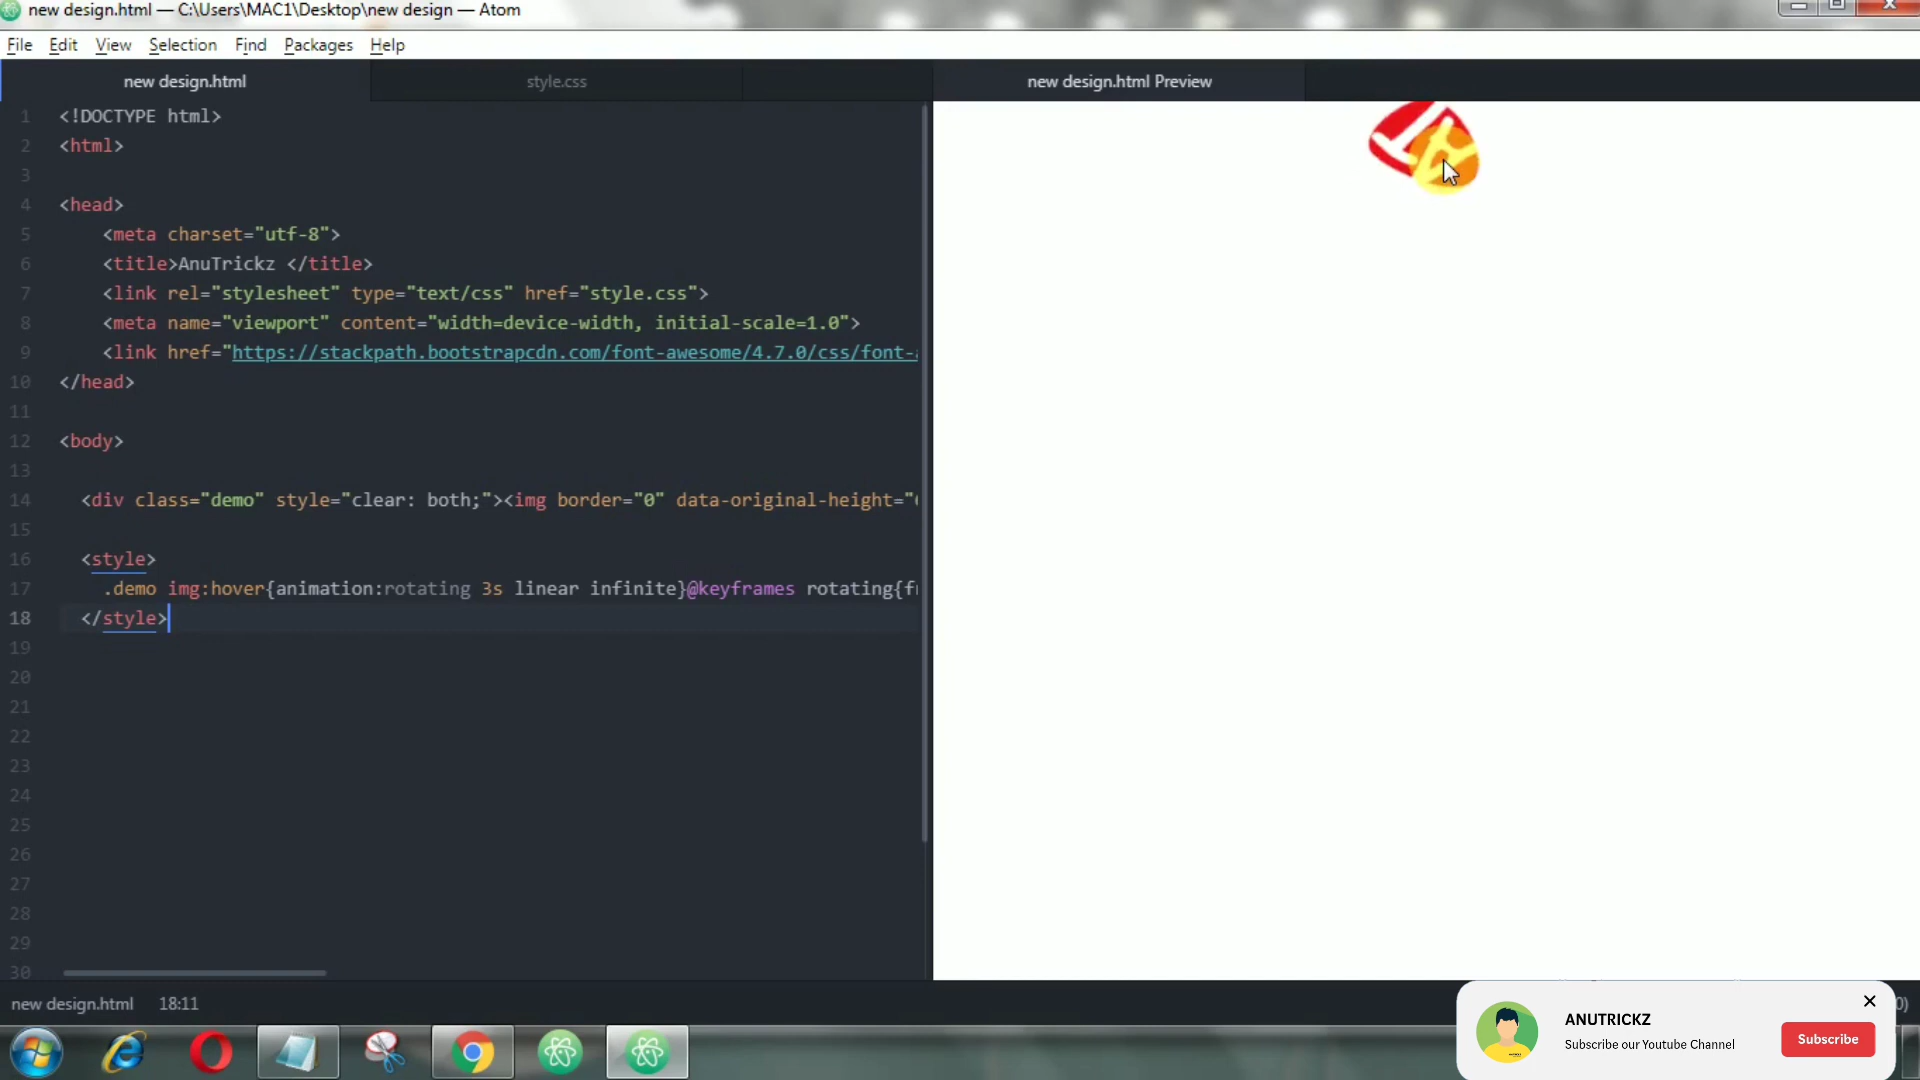 new design.html — C:\Users\MAC1\Desktop\new design — Atom
File Edit View Selection Find Packages Help
new design.html style.css new design.html Preview
1 <!DOCTYPE html>
2 <html>
3
4 <head>
5 <meta charset="utf-8">
6 <title>AnuTrickz </title>
7 <link rel="stylesheet" type="text/css" href="style.css">
8 <meta name="viewport" content="width=device-width, initial-scale=1.0">
9 <link href="https://stackpath.bootstrapcdn.com/font-awesome/4.7.0/css/font-
10 </head>
11
12 <body>
13
14 <div class="demo" style="clear: both;"><img border="0" data-original-height="
15
16 <style>
17 .demo img:hover{animation:rotating 3s linear infinite}@keyframes rotating{f
18 </style>
19
20
21
22
23
24
25
26
27
28
29
30
new design.html 18:11
ANUTRICKZ
Subscribe our Youtube Channel
Subscribe